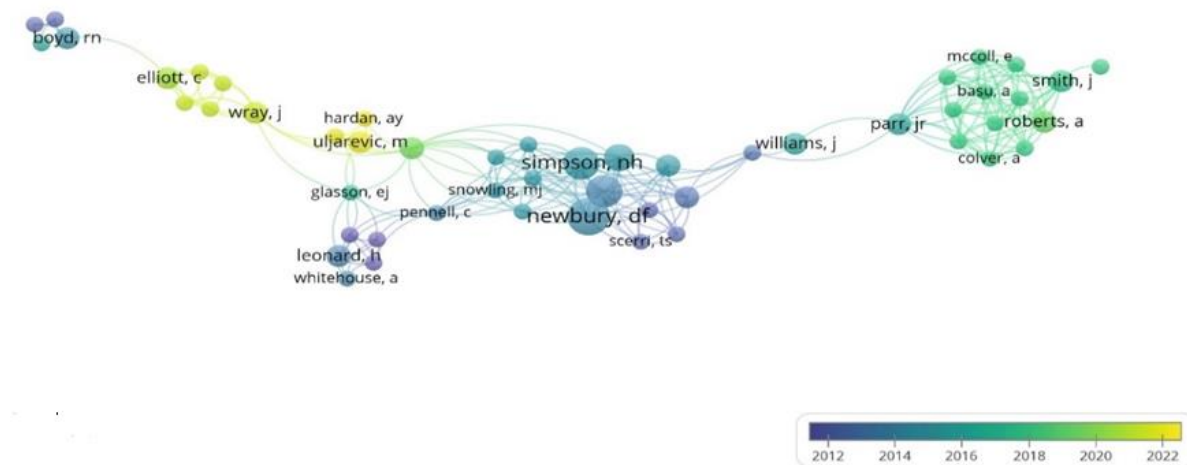 boyd, rn
elliott, c
wray, j
hardan, ay
uljarevic, m
glasson, ej
pennell, c
leonard, h
whitehouse, a
simpson, nh
snowling, mj
newbury, df
scerri, ts
williams, j
parr, jr
mccoll, e
smith, j
basu, a
roberts, a
colver, a
2012 2014 2016 2018 2020 2022